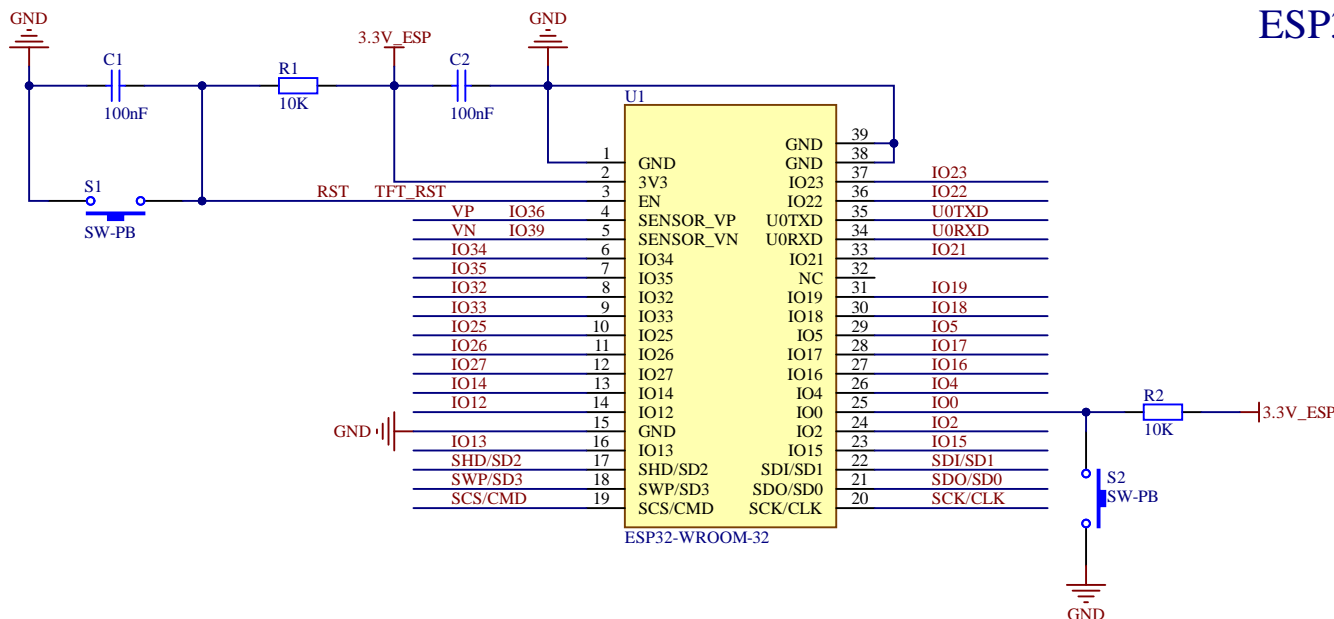 GND
GND
ESP3
3.3V_ESP
C1
R1
C2
100nF
10K
100nF
S1
SW-PB
RST TFT_RST
U1
GND 39
1 GND GND 38
2 3V3 IO23 37 IO23
3 EN IO22 36 IO22
VP IO36 4 SENSOR_VP U0TXD 35 U0TXD
VN IO39 5 SENSOR_VN U0RXD 34 U0RXD
IO34 6 IO34 IO21 33 IO21
IO35 7 IO35 NC 32
IO32 8 IO32 IO19 31 IO19
IO33 9 IO33 IO18 30 IO18
IO25 10 IO25 IO5 29 IO5
IO26 11 IO26 IO17 28 IO17
IO27 12 IO27 IO16 27 IO16
IO14 13 IO14 IO4 26 IO4
IO12 14 IO12 IO0 25 IO0
GND 15 GND IO2 24 IO2
IO13 16 IO13 IO15 23 IO15
SHD/SD2 17 SHD/SD2 SDI/SD1 22 SDI/SD1
SWP/SD3 18 SWP/SD3 SDO/SD0 21 SDO/SD0
SCS/CMD 19 SCS/CMD SCK/CLK 20 SCK/CLK
ESP32-WROOM-32
R2
10K
3.3V_ESP
S2
SW-PB
GND